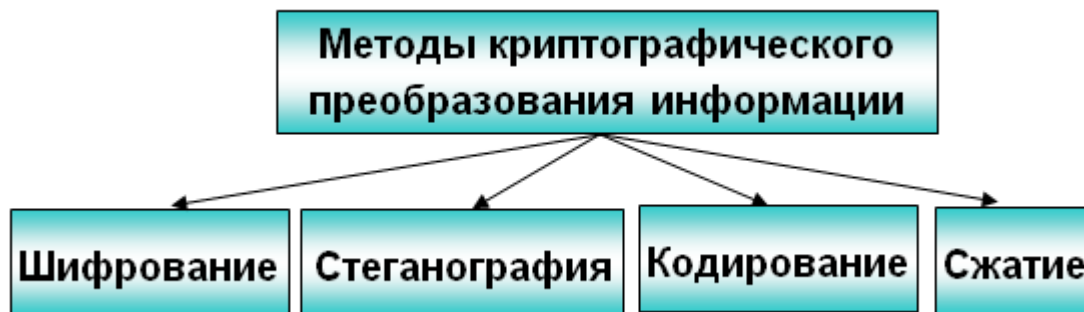 Методы криптографического
преобразования информации
Шифрование
Стеганография
Кодирование
Сжатие